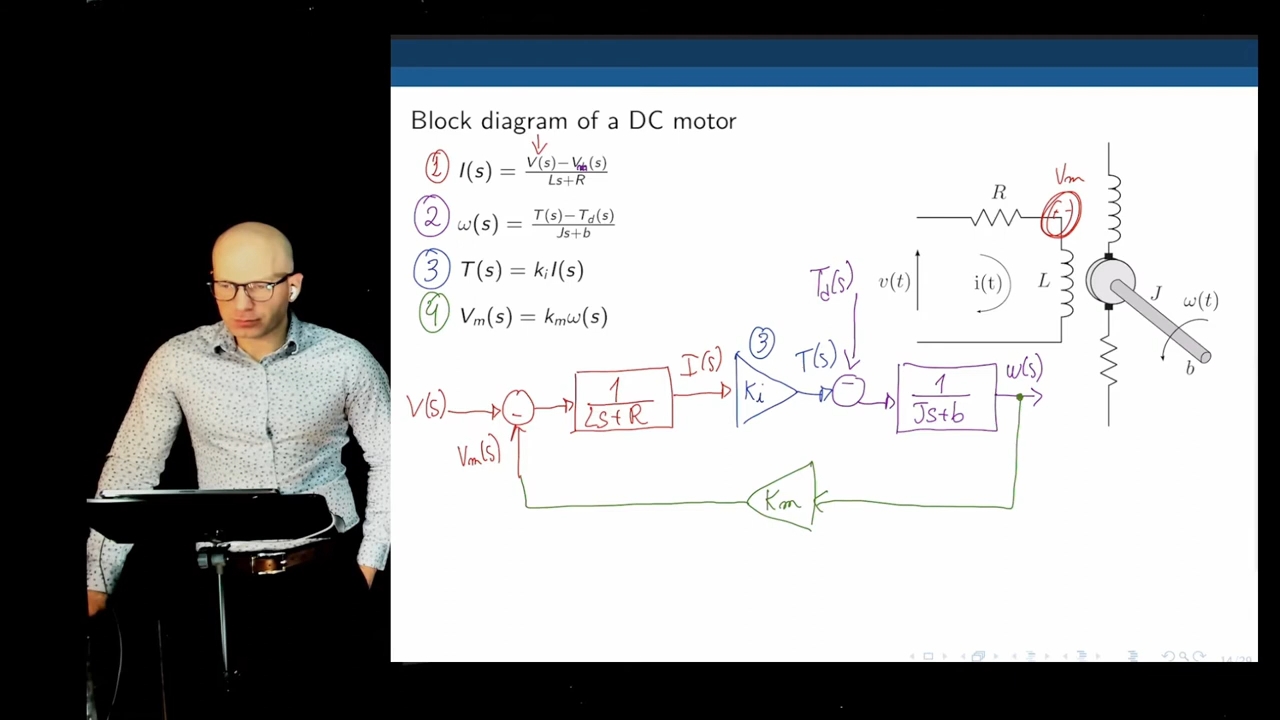 Block diagram of a DC motor
① I(s) = V(s)−Vm(s) / Ls+R
② ω(s) = T(s)−Td(s) / Js+b
③ T(s) = kiI(s)
④ Vm(s) = kmω(s)
Vm
+ -
R
v(t)
i(t)
L
J
ω(t)
b
Td(s)
③
V(s)
-
1 / Ls+R
I(s)
Ki
T(s)
-
1 / Js+b
ω(s)
Vm(s)
Km